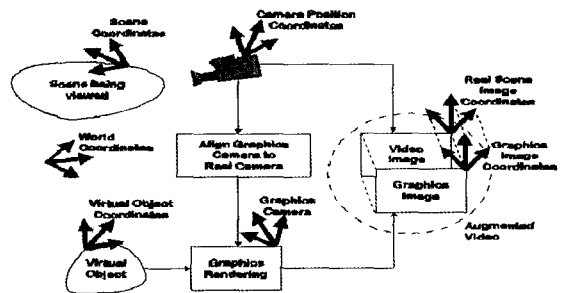 Scene
Coordinates
Camera Position
Coordinates
Scene being
viewed
Real Scene
Image
Coordinates
World
Coordinates
Align Graphics
Camera to
Real Camera
Video
Image
Graphics
Image
Coordinates
Graphics
Image
Virtual Object
Coordinates
Graphics
Camera
Augmented
Video
Virtual
Object
Graphics
Rendering